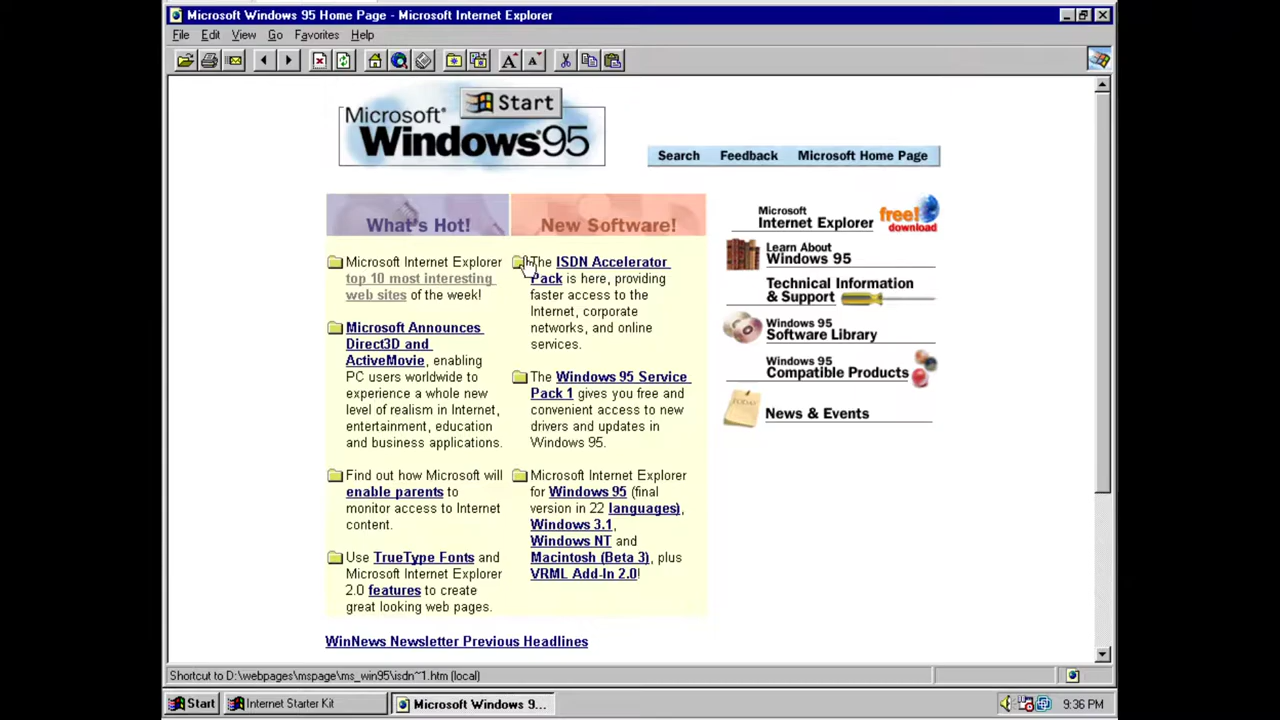 Microsoft Windows 95 Home Page - Microsoft Internet Explorer
File Edit View Go Favorites Help
Start
Microsoft®
Windows®95
Search Feedback Microsoft Home Page
What's Hot!
Microsoft Internet Explorer
top 10 most interesting
web sites of the week!
Microsoft Announces
Direct3D and
ActiveMovie, enabling
PC users worldwide to
experience a whole new
level of realism in Internet,
entertainment, education
and business applications.
Find out how Microsoft will
enable parents to
monitor access to Internet
content.
Use TrueType Fonts and
Microsoft Internet Explorer
2.0 features to create
great looking web pages.
New Software!
The ISDN Accelerator
Pack is here, providing
faster access to the
Internet, corporate
networks, and online
services.
The Windows 95 Service
Pack 1 gives you free and
convenient access to new
drivers and updates in
Windows 95.
Microsoft Internet Explorer
for Windows 95 (final
version in 22 languages),
Windows 3.1,
Windows NT and
Macintosh (Beta 3), plus
VRML Add-In 2.0!
Microsoft
Internet Explorer
free!
download
Learn About
Windows 95
Technical Information
& Support
Windows 95
Software Library
Windows 95
Compatible Products
TODAY
News & Events
WinNews Newsletter Previous Headlines
Shortcut to D:\webpages\mspage\ms_win95\isdn~1.htm (local)
Start Internet Starter Kit Microsoft Windows 9... 9:36 PM